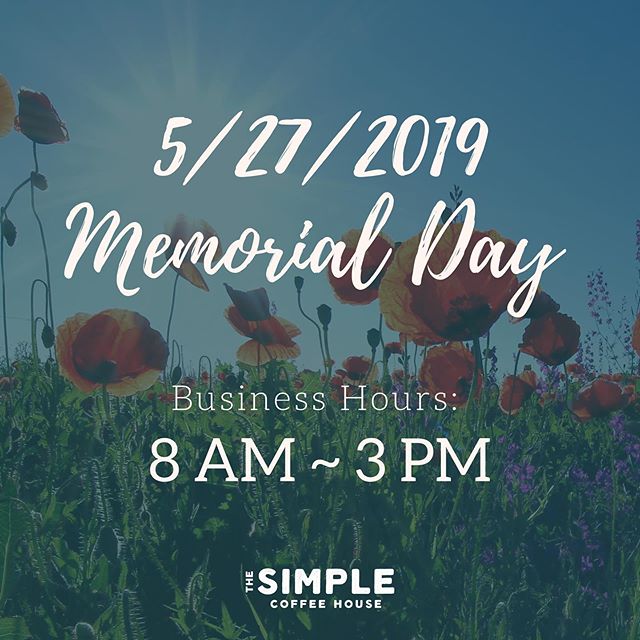 5/27/2019
Memorial Day
Business Hours:
8 AM ~ 3 PM
THE SIMPLE
COFFEE HOUSE